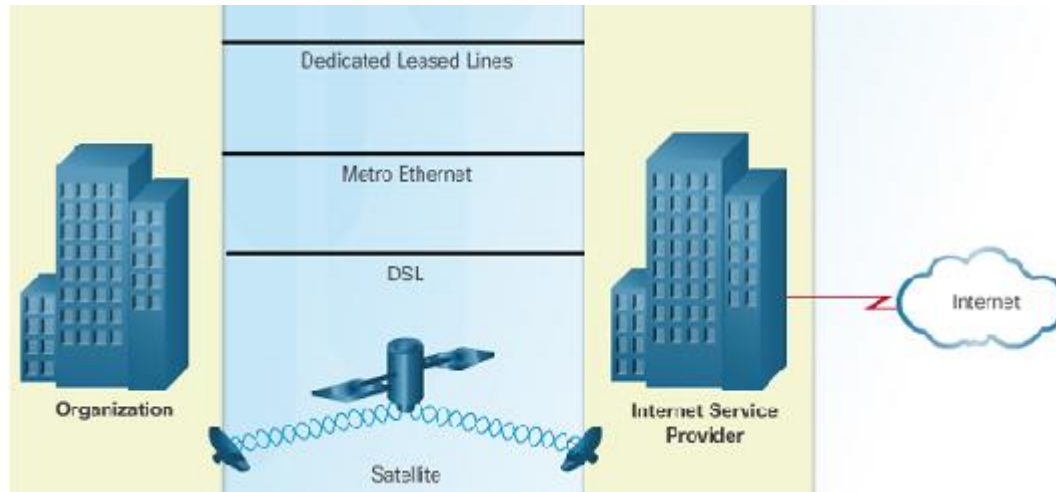 Dedicated Leased Lines
Metro Ethernet
DSL
Internet
Organization
Internet Service
Provider
Satellite